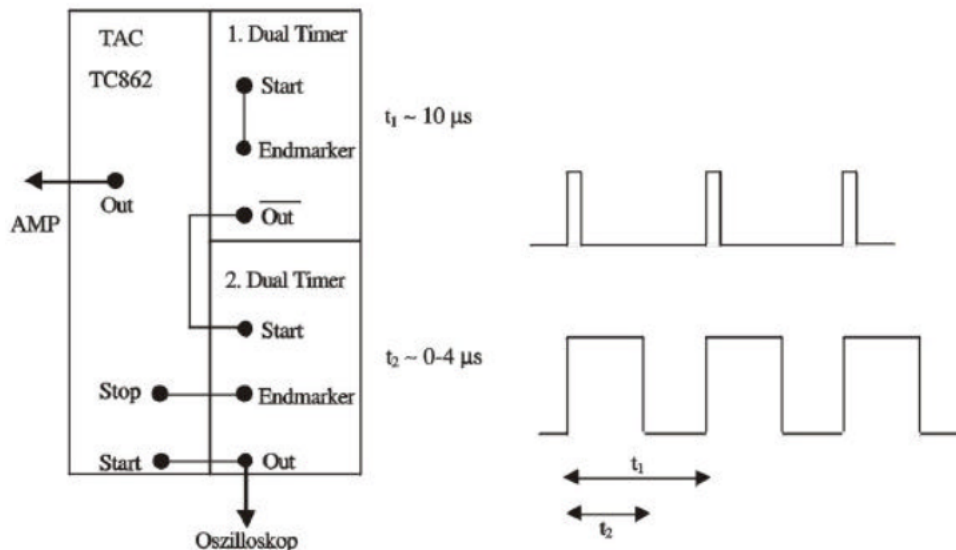 TAC
TC862
Out
AMP
Stop
Start
1. Dual Timer
Start
Endmarker
Out
2. Dual Timer
Start
Endmarker
Out
Oszilloskop
t₁ ~ 10 μs
t₂ ~ 0-4 μs
t₁
t₂